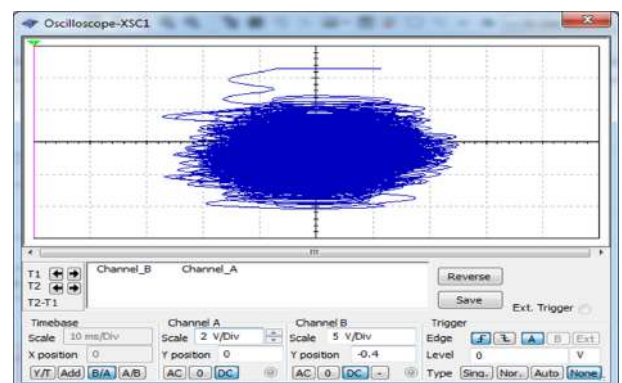 Oscilloscope-XSC1
T1
T2
T2-T1
Channel_B Channel_A
Reverse
Save
Ext. Trigger
Timebase
Scale 10 ms/Div
X position 0
Y/T Add B/A A/B
Channel A
Scale 2 V/Div
Y position 0
AC 0 DC
Channel B
Scale 5 V/Div
Y position -0.4
AC 0 DC -
Trigger
Edge A B Ext
Level 0 V
Type Sing. Nor. Auto None